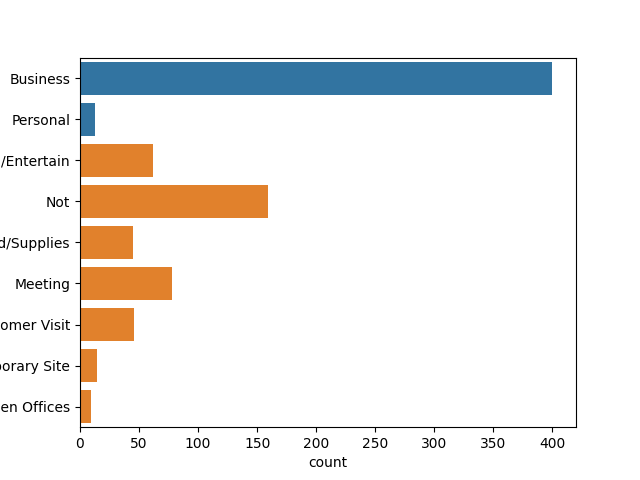 Business
Personal
/Entertain
Not
d/Supplies
Meeting
omer Visit
orary Site
en Offices
0 50 100 150 200 250 300 350 400
count